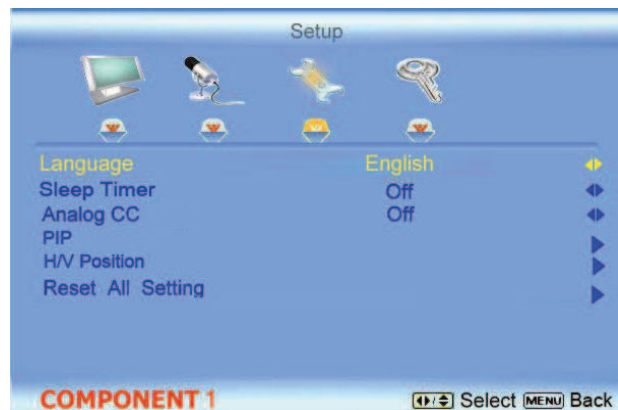 Setup
Language English
Sleep Timer Off
Analog CC Off
PIP
H/V Position
Reset All Setting
COMPONENT 1 Select MENU Back